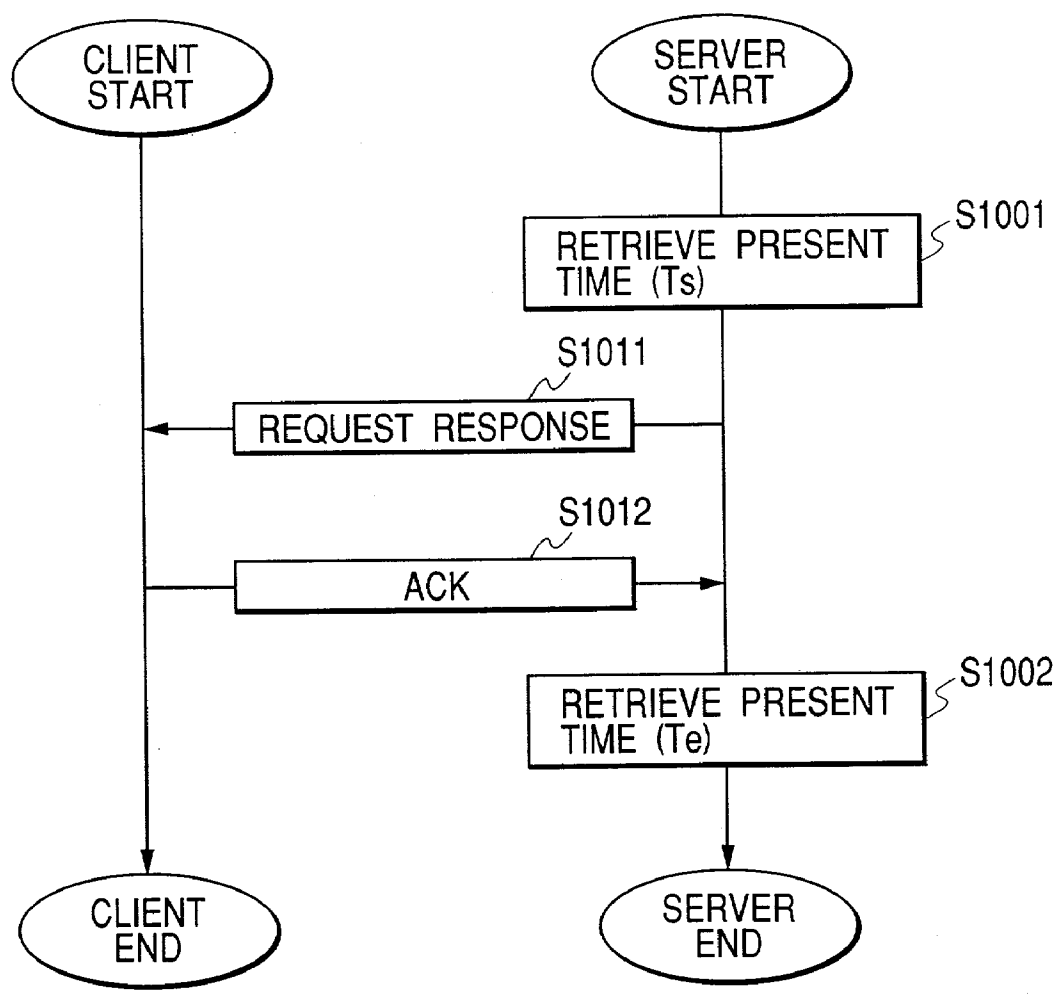 CLIENT
START
SERVER
START
S1001
RETRIEVE PRESENT
TIME (Ts)
S1011
REQUEST RESPONSE
S1012
ACK
S1002
RETRIEVE PRESENT
TIME (Te)
CLIENT
END
SERVER
END